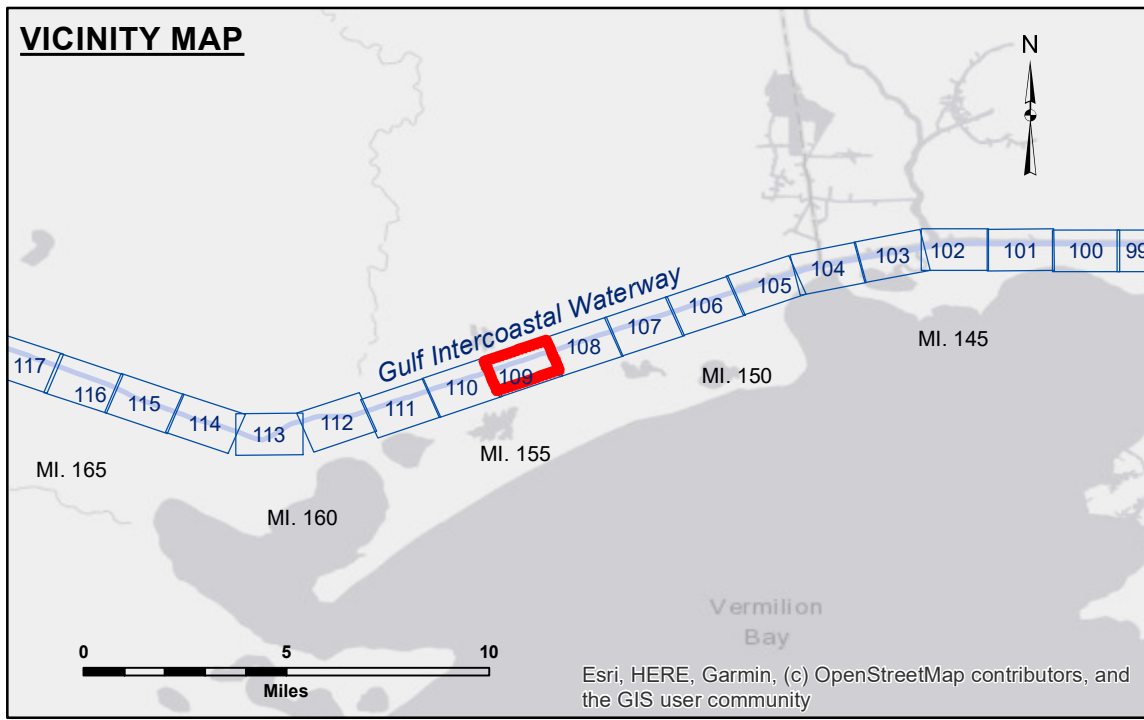 VICINITY MAP
N
Gulf Intercoastal Waterway
117
116
115
114
113
112
111
110
109
108
107
106
105
104
103
102
101
100
99
MI. 145
MI. 150
MI. 155
MI. 160
MI. 165
Vermilion
Bay
0 5 10
Miles
Esri, HERE, Garmin, (c) OpenStreetMap contributors, and
the GIS user community